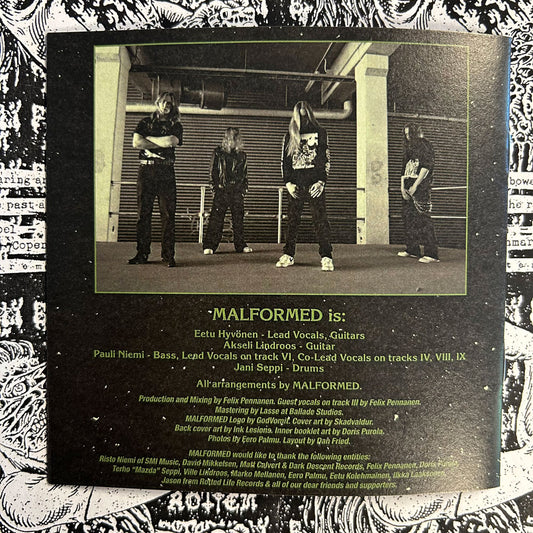 MALFORMED is:
Eetu Hyvönen - Lead Vocals, Guitars
Akseli Lindroos - Guitar
Pauli Niemi - Bass, Lead Vocals on track VI, Co-Lead Vocals on tracks IV, VIII, IX
Jani Seppi - Drums
All arrangements by MALFORMED.
Production and Mixing by Felix Pennanen. Guest vocals on track III by Felix Pennanen.
Mastering by Lasse at Ballade Studios.
MALFORMED Logo by GodVomit. Cover art by Skadvaldur.
Back cover art by Ink Lesions. Inner booklet art by Doris Purola.
Photos by Eero Palmu. Layout by Dan Fried.
MALFORMED would like to thank the following entities:
Risto Niemi of SMI Music, David Mikkelsen, Matt Calvert & Dark Descent Records, Felix Pennanen, Doris Purola,
Terho "Mazda" Seppi, Ville Lindroos, Marko Mellanen, Eero Palmu, Eetu Kolehmainen, Iikka Laaksonen,
Jason from Rotted Life Records & all of our dear friends and supporters.
ROTTEN